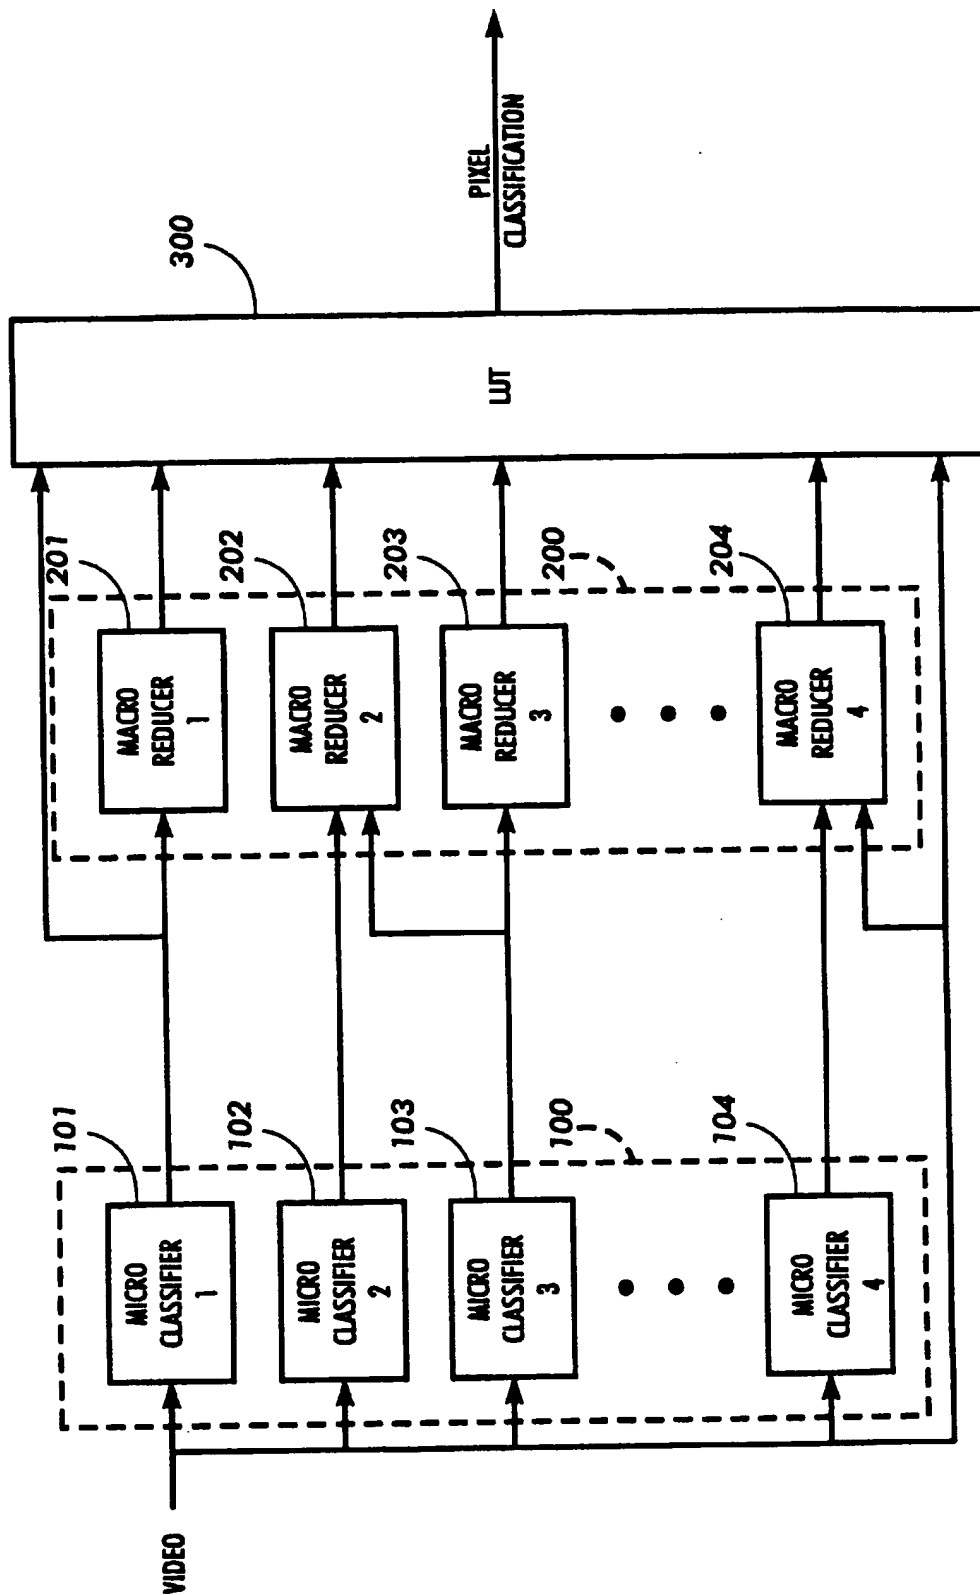 VIDEO
100
101
MICRO
CLASSIFIER
1
102
MICRO
CLASSIFIER
2
103
MICRO
CLASSIFIER
3
104
MICRO
CLASSIFIER
4
200
201
MACRO
REDUCER
1
202
MACRO
REDUCER
2
203
MACRO
REDUCER
3
204
MACRO
REDUCER
4
300
LUT
PIXEL
CLASSIFICATION